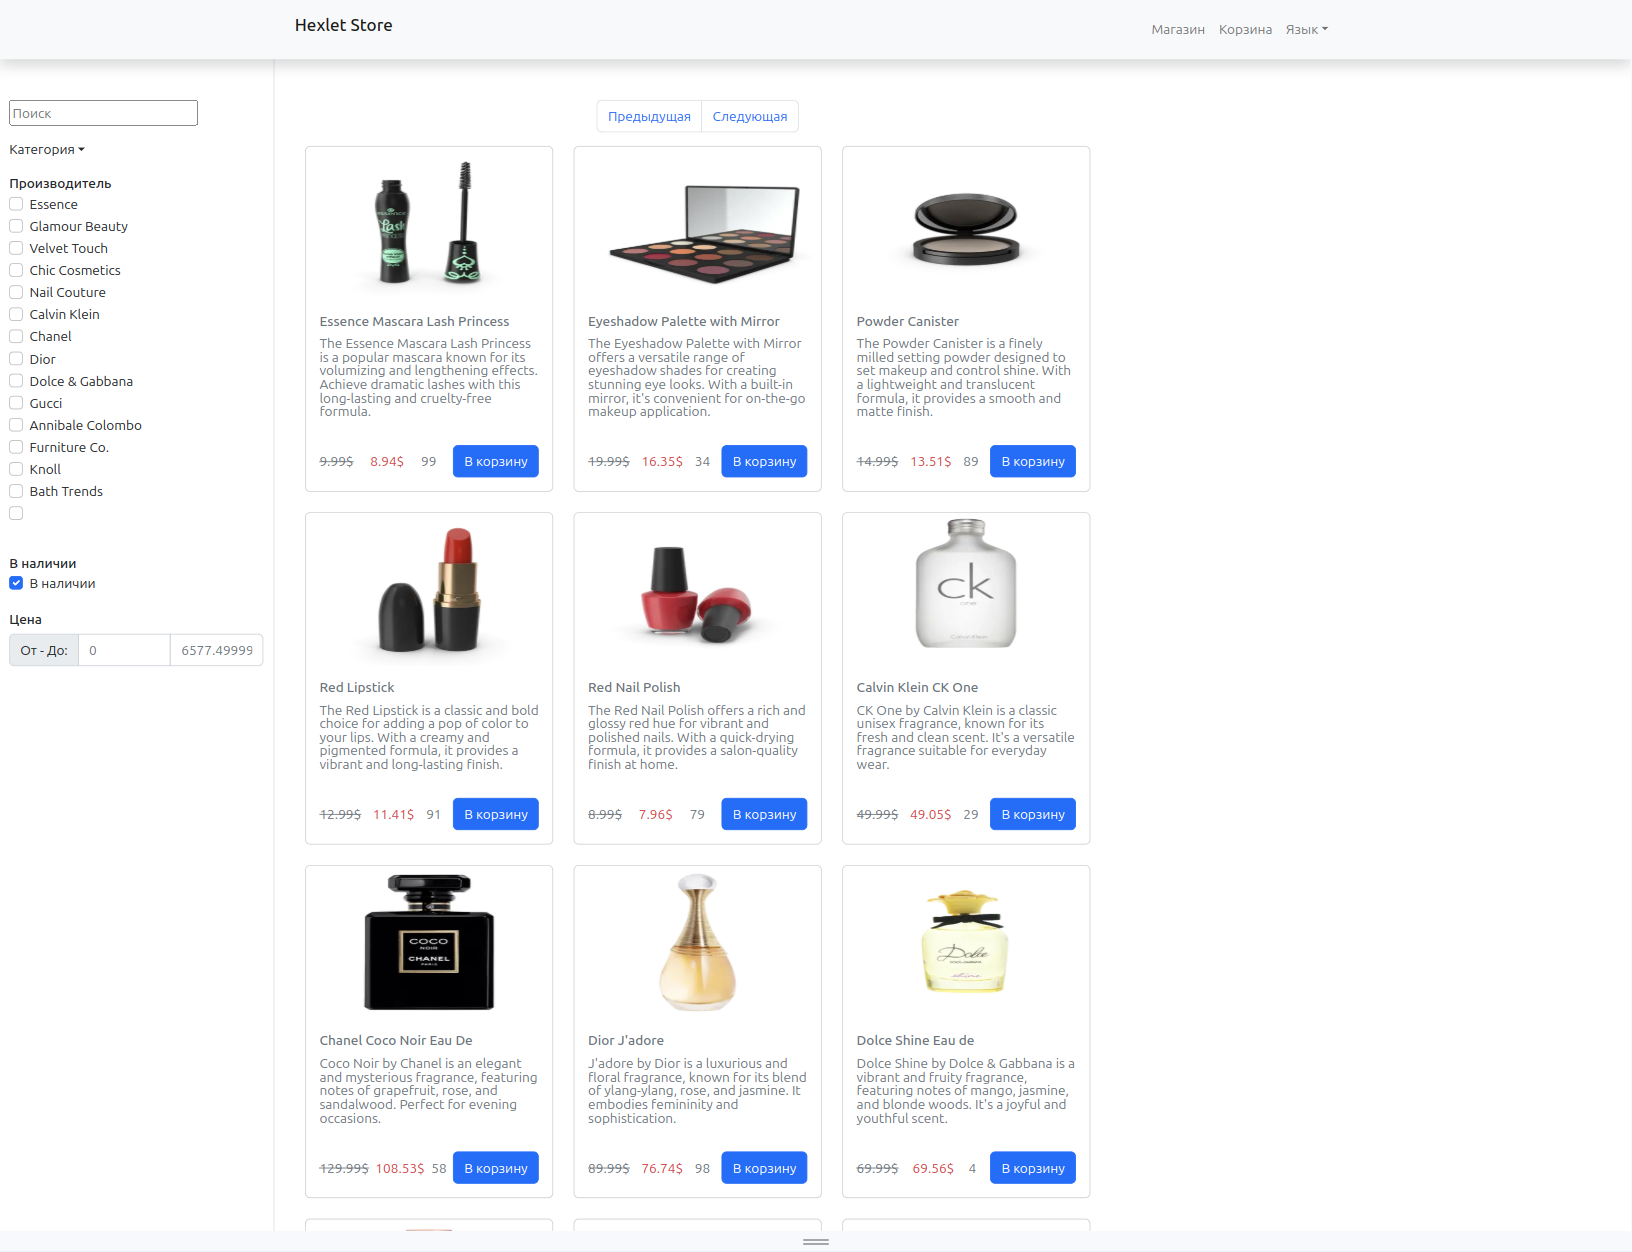 Hexlet Store
Магазин
Корзина
Язык
Поиск
Категория
Производитель
Essence
Glamour Beauty
Velvet Touch
Chic Cosmetics
Nail Couture
Calvin Klein
Chanel
Dior
Dolce & Gabbana
Gucci
Annibale Colombo
Furniture Co.
Knoll
Bath Trends
В наличии
В наличии
Цена
От - До:
0
6577.49999
Предыдущая
Следующая
Lash
Essence Mascara Lash Princess
The Essence Mascara Lash Princess
is a popular mascara known for its
volumizing and lengthening effects.
Achieve dramatic lashes with this
long-lasting and cruelty-free
formula.
9.99$ 8.94$ 99 В корзину
Eyeshadow Palette with Mirror
The Eyeshadow Palette with Mirror
offers a versatile range of
eyeshadow shades for creating
stunning eye looks. With a built-in
mirror, it's convenient for on-the-go
makeup application.
19.99$ 16.35$ 34 В корзину
Powder Canister
The Powder Canister is a finely
milled setting powder designed to
set makeup and control shine. With
a lightweight and translucent
formula, it provides a smooth and
matte finish.
14.99$ 13.51$ 89 В корзину
Red Lipstick
The Red Lipstick is a classic and bold
choice for adding a pop of color to
your lips. With a creamy and
pigmented formula, it provides a
vibrant and long-lasting finish.
12.99$ 11.41$ 91 В корзину
Red Nail Polish
The Red Nail Polish offers a rich and
glossy red hue for vibrant and
polished nails. With a quick-drying
formula, it provides a salon-quality
finish at home.
8.99$ 7.96$ 79 В корзину
ck
one
Calvin Klein
Calvin Klein CK One
CK One by Calvin Klein is a classic
unisex fragrance, known for its
fresh and clean scent. It's a versatile
fragrance suitable for everyday
wear.
49.99$ 49.05$ 29 В корзину
COCO
NOIR
CHANEL
PARIS
Chanel Coco Noir Eau De
Coco Noir by Chanel is an elegant
and mysterious fragrance, featuring
notes of grapefruit, rose, and
sandalwood. Perfect for evening
occasions.
129.99$ 108.53$ 58 В корзину
Dior J'adore
J'adore by Dior is a luxurious and
floral fragrance, known for its blend
of ylang-ylang, rose, and jasmine. It
embodies femininity and
sophistication.
89.99$ 76.74$ 98 В корзину
Dolce
shine
Dolce Shine Eau de
Dolce Shine by Dolce & Gabbana is a
vibrant and fruity fragrance,
featuring notes of mango, jasmine,
and blonde woods. It's a joyful and
youthful scent.
69.99$ 69.56$ 4 В корзину